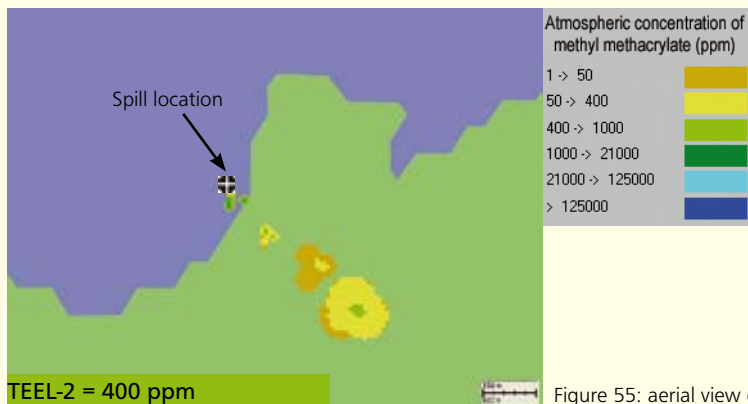 Atmospheric concentration of
methyl methacrylate (ppm)
1 -> 50
50 -> 400
400 -> 1000
1000 -> 21000
21000 -> 125000
> 125000
Spill location
TEEL-2 = 400 ppm
Figure 55: aerial view